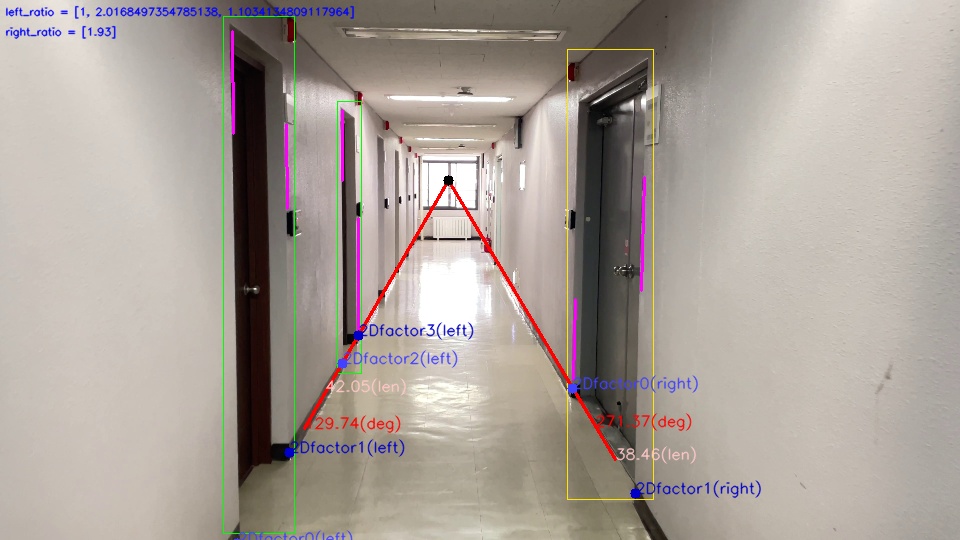 left_ratio = [1, 2.0168497354785138, 1.1034134809117964]
right_ratio = [1.93]
2Dfactor3(left)
2Dfactor2(left)
42.05(len)
2Dfactor0(right)
29.74(deg)
271.37(deg)
2Dfactor1(left)
38.46(len)
2Dfactor1(right)
2Dfactor0(left)